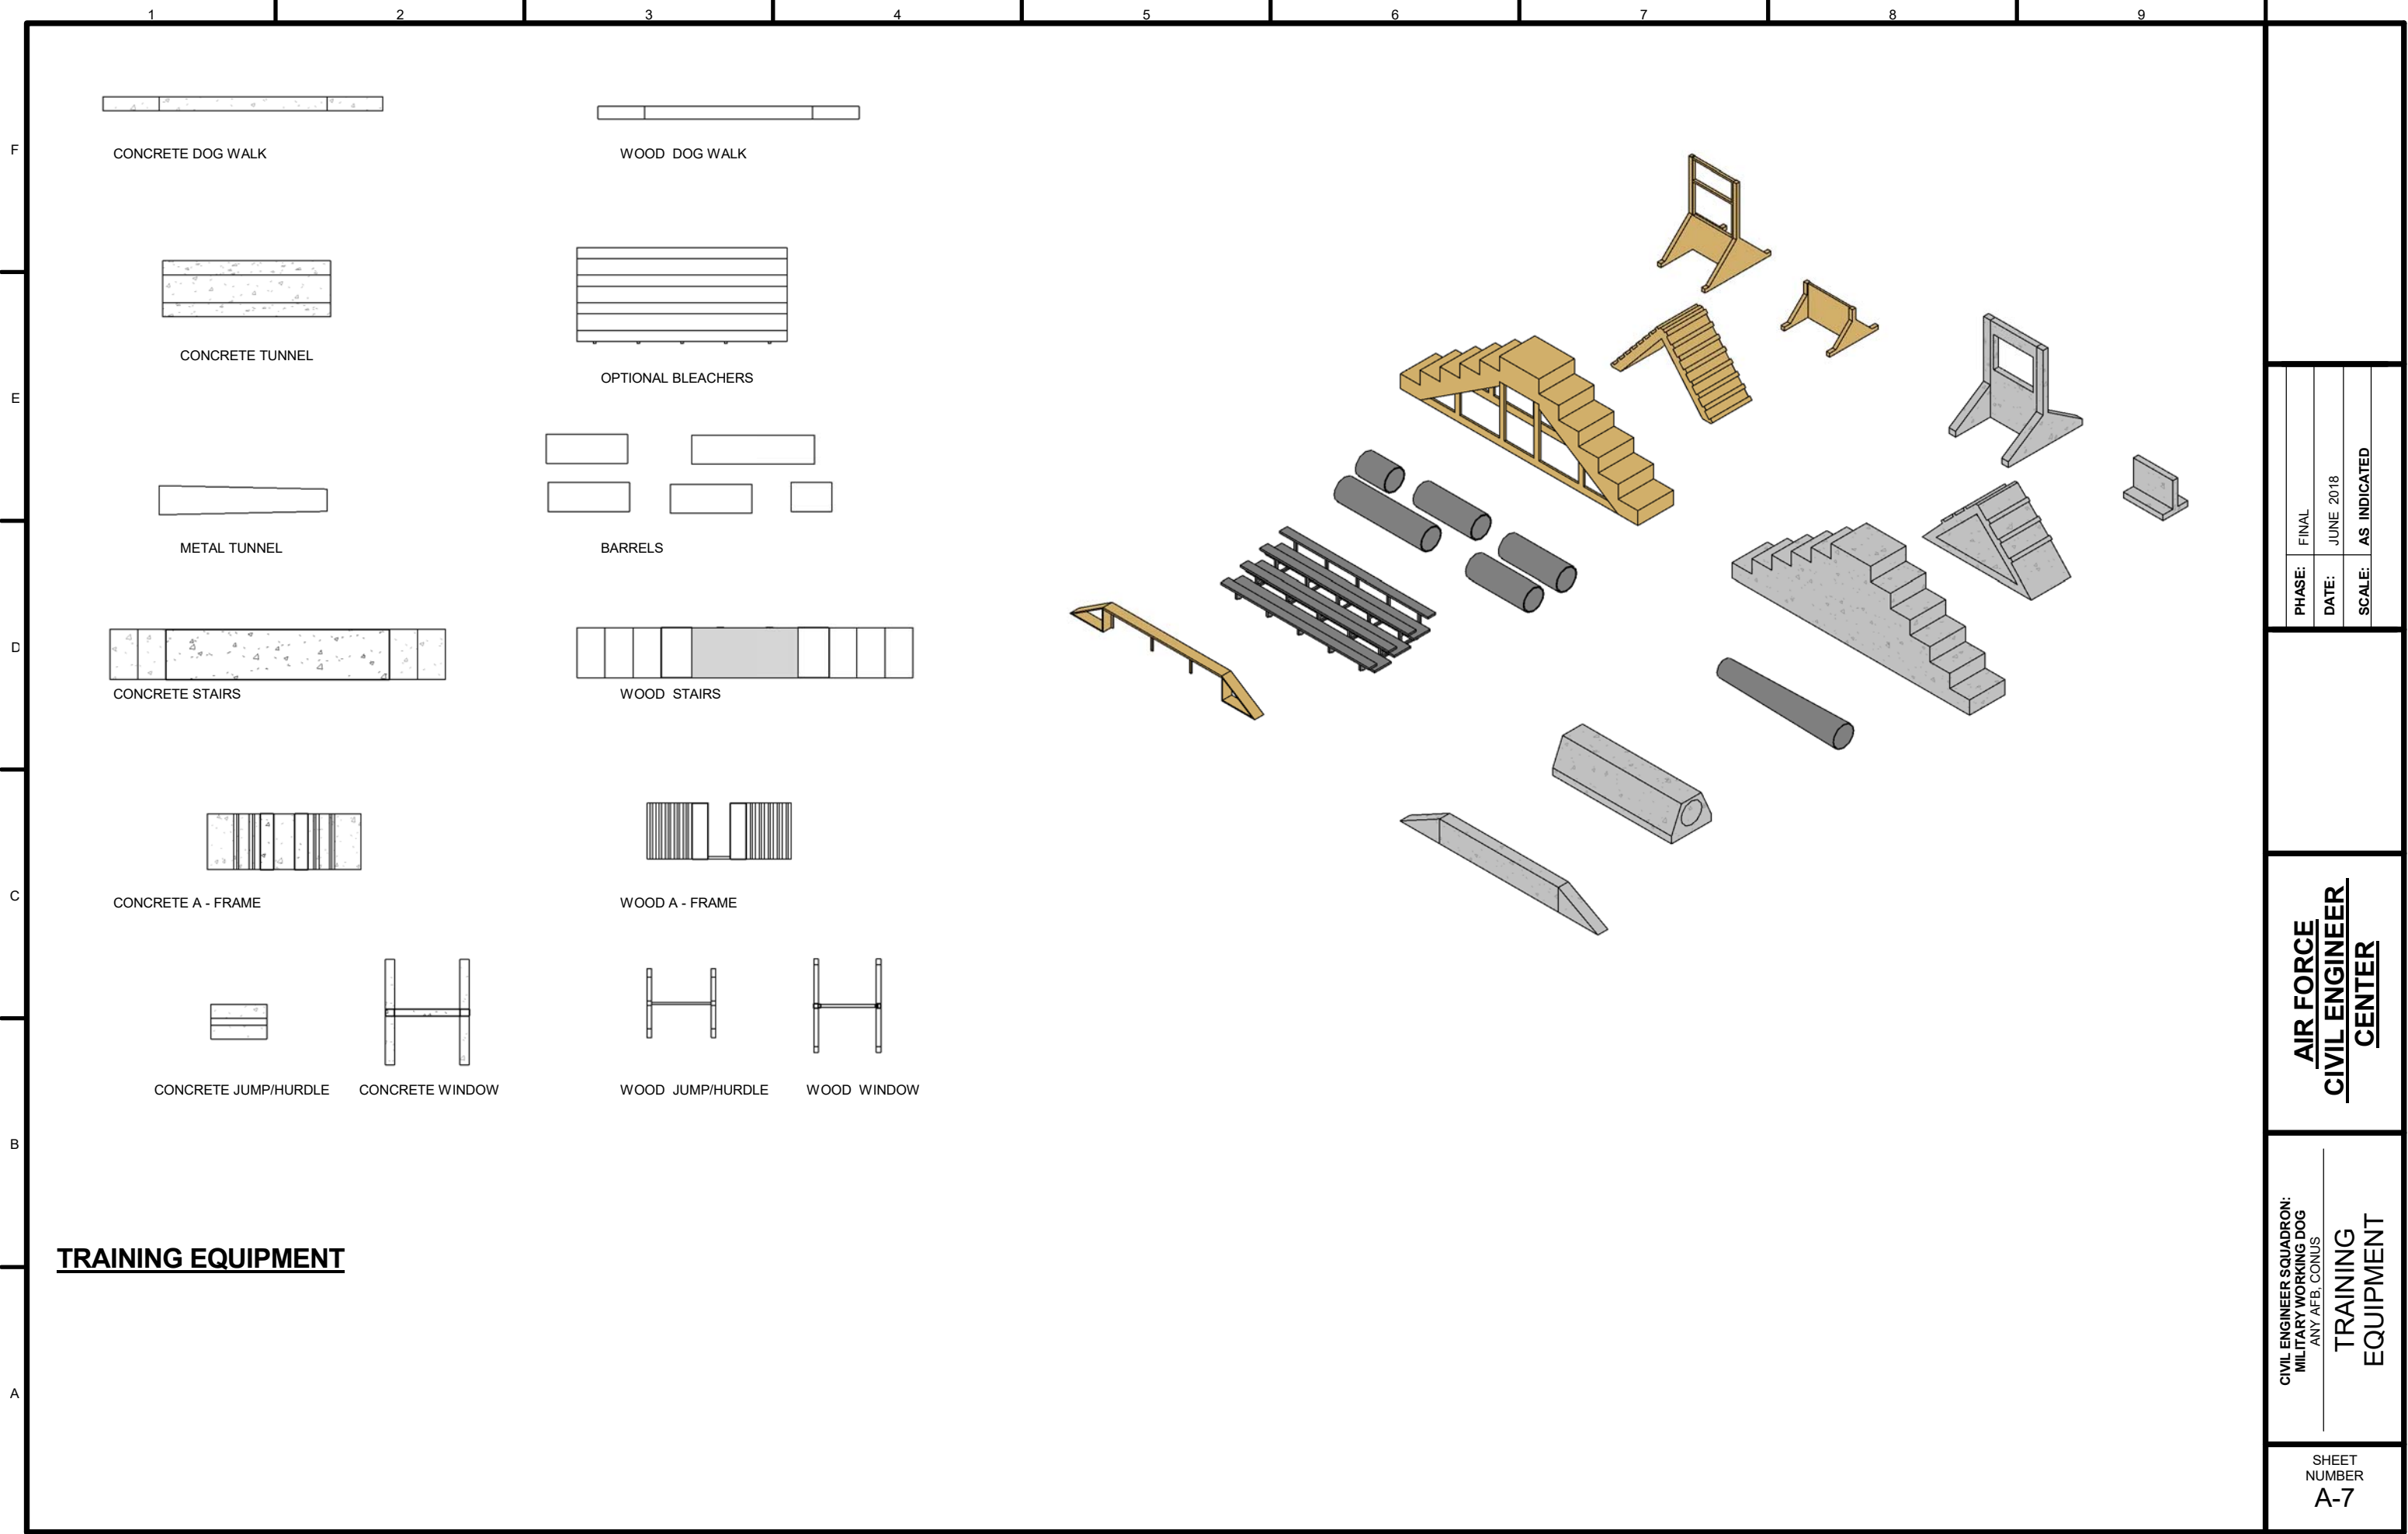 1 2 3 4 5 6 7 8 9
F
E
D
C
B
A
CONCRETE DOG WALK
WOOD DOG WALK
CONCRETE TUNNEL
OPTIONAL BLEACHERS
METAL TUNNEL
BARRELS
CONCRETE STAIRS
WOOD STAIRS
CONCRETE A - FRAME
WOOD A - FRAME
CONCRETE JUMP/HURDLE
CONCRETE WINDOW
WOOD JUMP/HURDLE
WOOD WINDOW
TRAINING EQUIPMENT
PHASE: FINAL
DATE: JUNE 2018
SCALE: AS INDICATED
AIR FORCE
CIVIL ENGINEER
CENTER
CIVIL ENGINEER SQUADRON:
MILITARY WORKING DOG
ANY AFB, CONUS
TRAINING
EQUIPMENT
SHEET
NUMBER
A-7